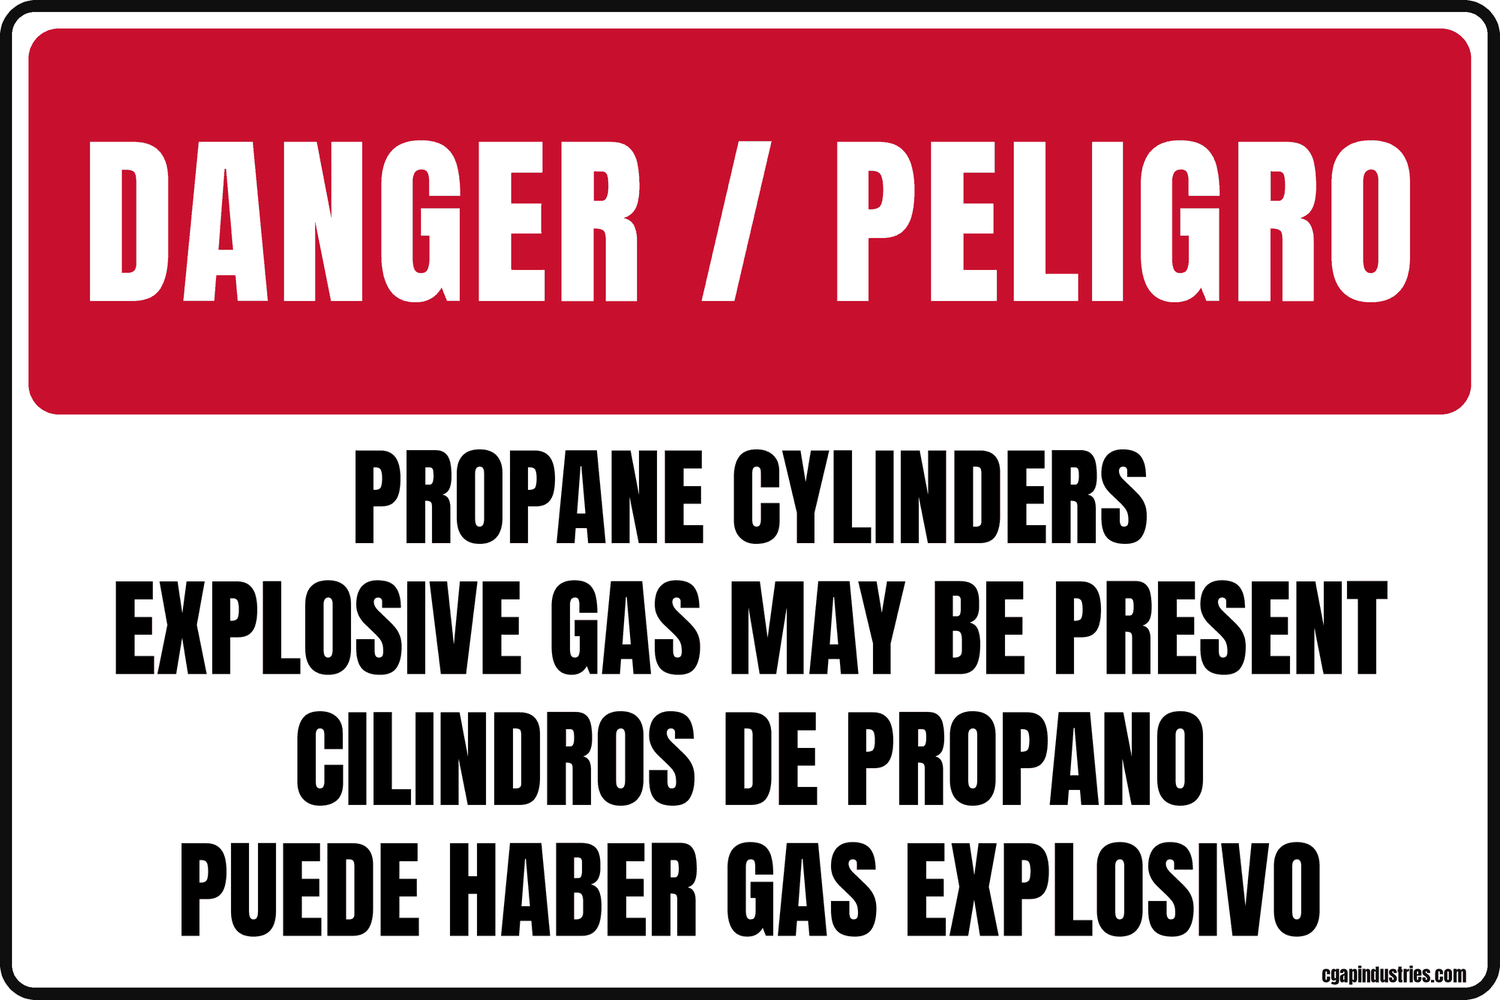 DANGER / PELIGRO
PROPANE CYLINDERS
EXPLOSIVE GAS MAY BE PRESENT
CILINDROS DE PROPANO
PUEDE HABER GAS EXPLOSIVO
cgapindustries.com